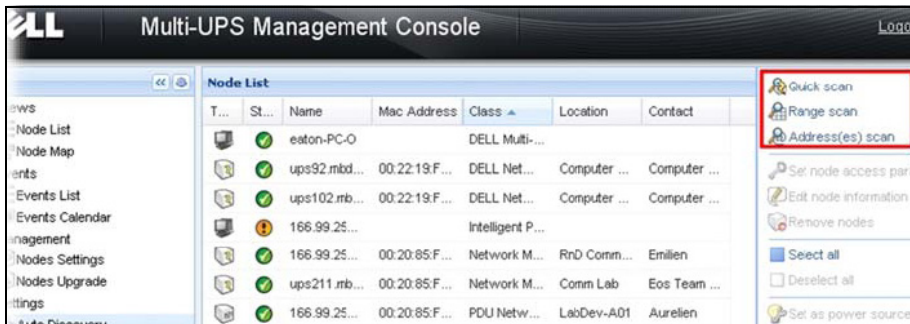 DELL Multi-UPS Management Console
Node List
Quick scan
Range scan
Address(es) scan
Set node access par
Edit node information
Remove nodes
Select all
Deselect all
Set as power source
ews
Node List
Node Map
ents
Events List
Events Calendar
nagement
Nodes Settings
Nodes Upgrade
ttings
Auto Discovery
T... St... Name Mac Address Class Location Contact
eaton-PC-O DELL Multi-...
ups92.mbd... 00:22:19:F... DELL Net... Computer ... Computer ...
ups102.mb... 00:22:19:F... DELL Net... Computer ... Computer ...
166.99.25... Intelligent P...
166.99.25... 00:20:85:F... Network M... RnD Comm... Emilien
ups211.mb... 00:20:85:F... Network M... Comm Lab Eos Team ...
166.99.25... 00:20:85:F... PDU Netw... LabDev-A01 Aurelien